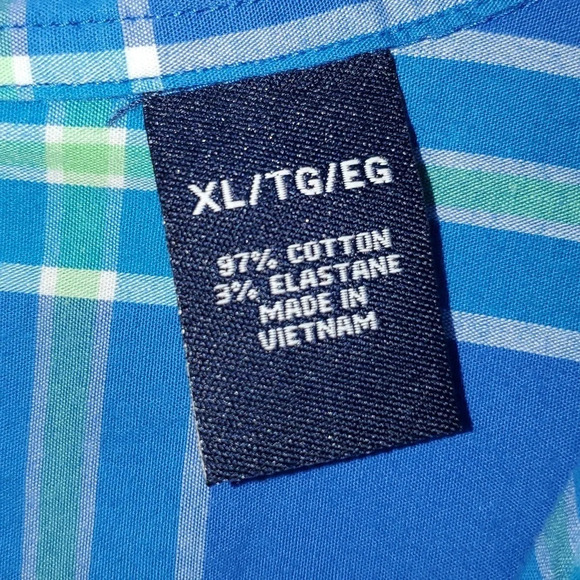 XL/TG/EG
97% COTTON
3% ELASTANE
MADE IN
VIETNAM